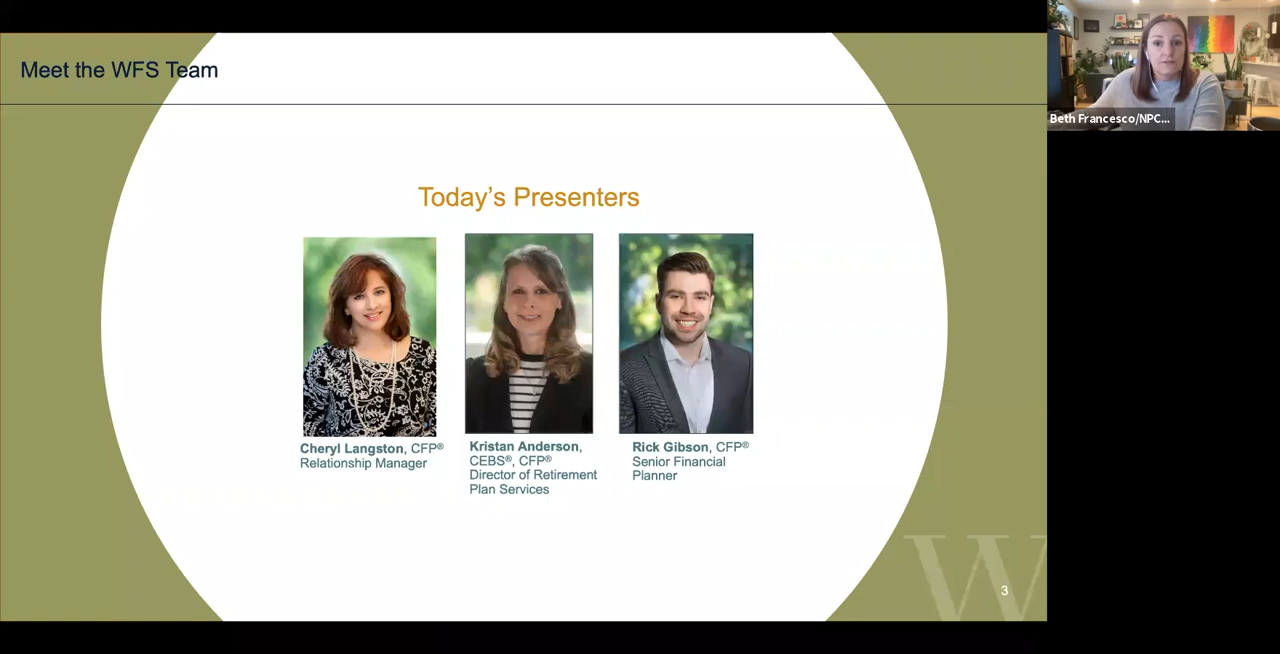 Meet the WFS Team
Beth Francesco/NPC...
Today's Presenters
Cheryl Langston, CFP®
Relationship Manager
Kristan Anderson,
CEBS®, CFP®
Director of Retirement
Plan Services
Rick Gibson, CFP®
Senior Financial
Planner
W
3